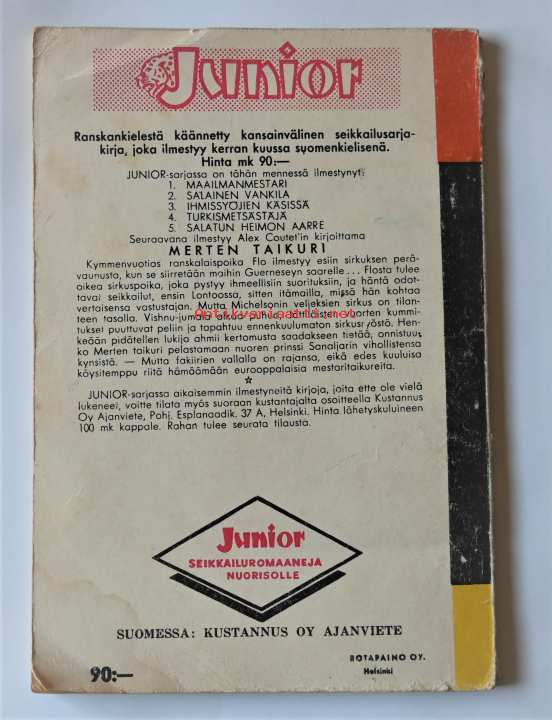 Junior
Ranskankielestä käännetty kansainvälinen seikkailusarja-
kirja, joka ilmestyy kerran kuussa suomenkielisenä.
Hinta mk 90:—
JUNIOR-sarjassa on tähän mennessä ilmestynyt:
1. MAAILMANMESTARI
2. SALAINEN VANKILA
3. IHMISSYÖJIEN KÄSISSÄ
4. TURKISMETSÄSTÄJÄ
5. SALATUN HEIMON AARRE
Seuraavana ilmestyy Alex Coutet'in kirjoittama
MERTEN TAIKURI
Kymmenvuotias ranskalaispoika Flo ilmestyy esiin sirkuksen perä-
vaunusta, kun se siirretään maihin Guerneseyn saarelle... Flosta tulee
oikea sirkuspoika, joka pystyy ihmeellisiin suorituksiin, ja häntä odot-
tavat seikkailut, ensin Lontoossa, sitten itämailla, missä hän kohtaa
vertaisensa vastustajan. Mutta Michelsonin veljeksien sirkus on tilan-
teen tasalla. Vishnu-jumala elkoo puhua, idällisten vuorten kummi-
tukset puuttuvat peliin ja tapahtuu ennenkuulumaton sirkusryöstö. Hen-
keään pidätellen lukija ahmii kertomusta saadakseen tietää, onnistuu-
ko Merten taikuri pelastamaan nuoren prinssi Sanaljarin vihollistensa
kynsistä. — Mutta fakiirien vallalla on rajansa, eikä edes kuuluisa
köysitemppu riitä hämäämään eurooppalaisia mestaritaikureita.
JUNIOR-sarjassa aikaisemmin ilmestyneitä kirjoja, joita ette ole vielä
lukeneet, voitte tilata myös suoraan kustantajalta osoitteella Kustannus
Oy Ajanviete, Pohj. Esplanaadik. 37 A, Helsinki. Hinta lähetyskuluineen
100 mk kappale. Rahan tulee seurata tilausta.
Junior
SEIKKAILUROMAANEJA
NUORISOLLE
SUOMESSA: KUSTANNUS OY AJANVIETE
ROTAPAINO OY.
Helsinki
90:—